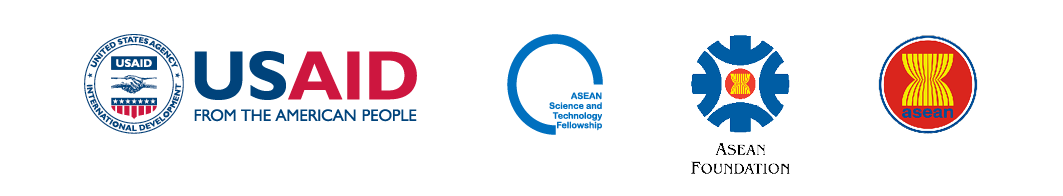 UNITED STATES AGENCY
USAID
INTERNATIONAL DEVELOPMENT
USAID
FROM THE AMERICAN PEOPLE
ASEAN
Science and
Technology
Fellowship
ASEAN
FOUNDATION
asean